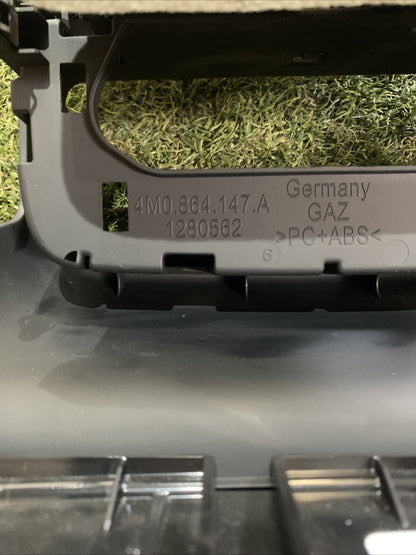 4M0.864.147.A
1280562
Germany
GAZ
>PC+ABS<
6